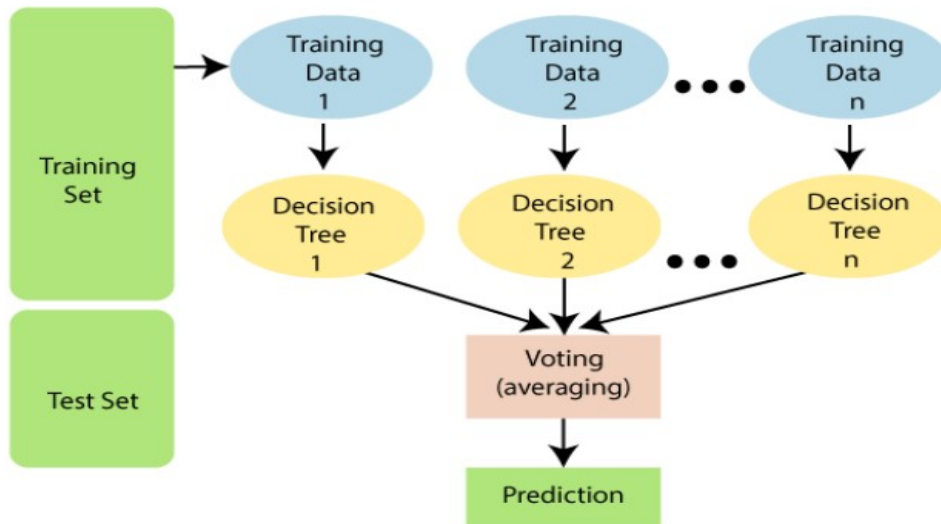 Training
Set
Test Set
Training
Data
1
Training
Data
2
Training
Data
n
Decision
Tree
1
Decision
Tree
2
Decision
Tree
n
Voting
(averaging)
Prediction